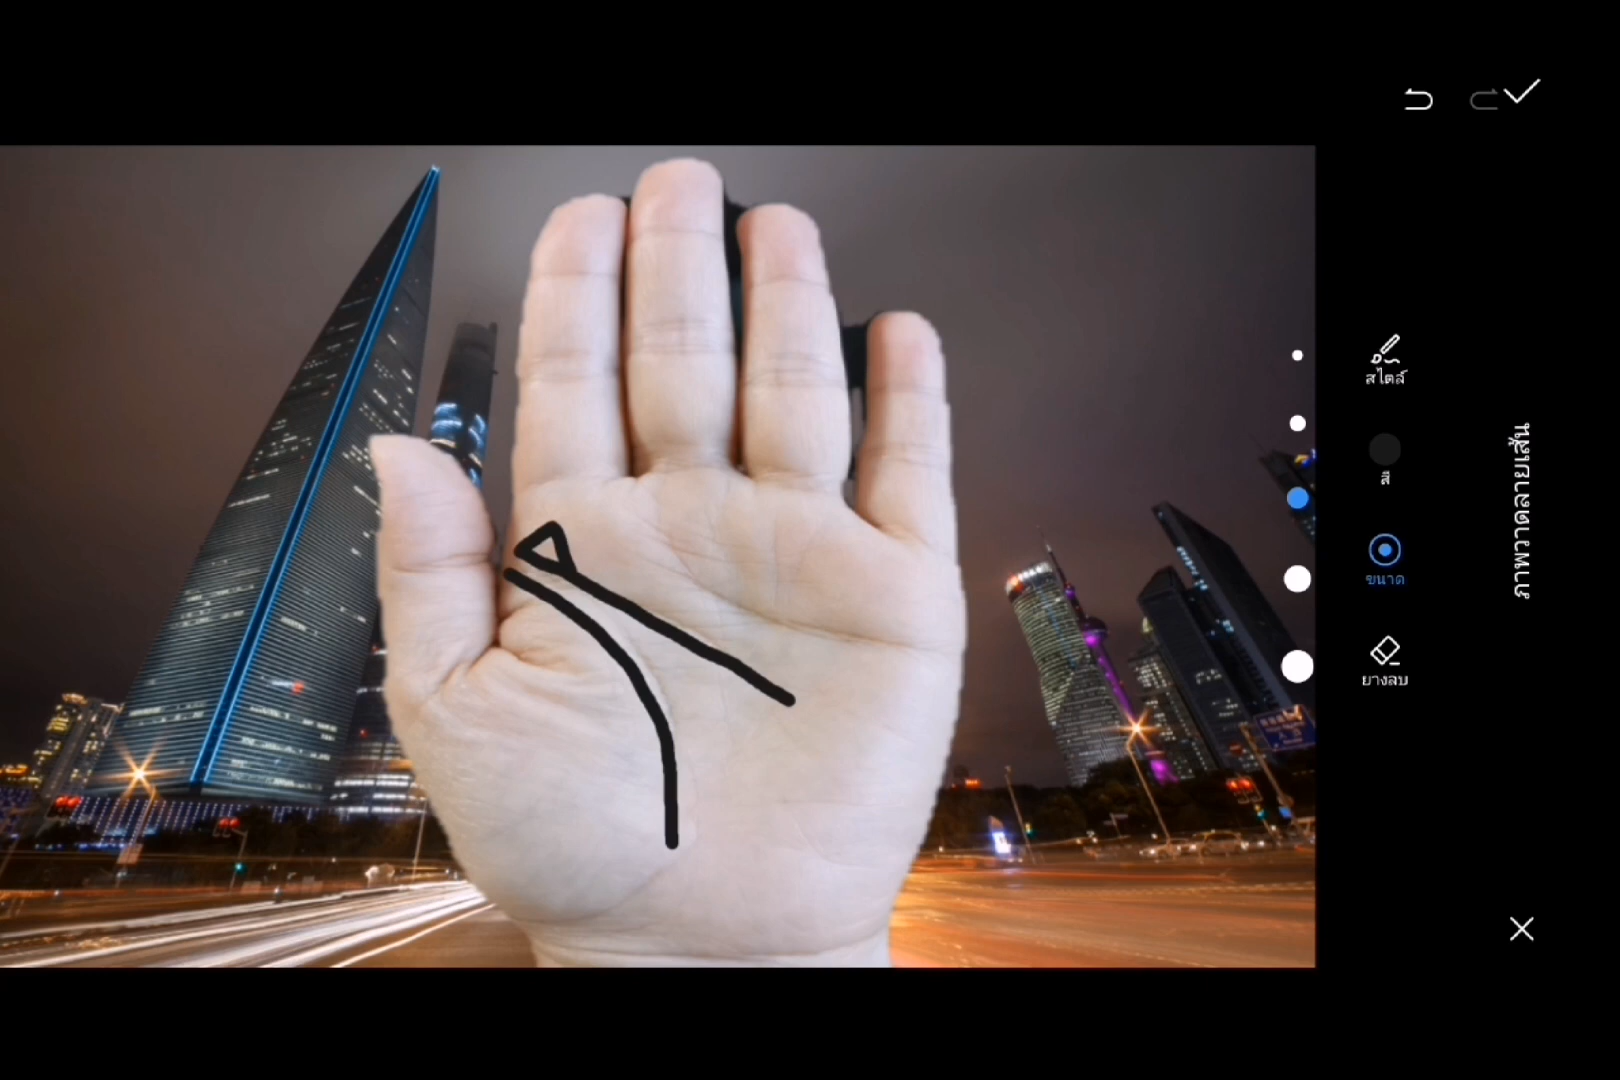 สไตล์
สี
ขนาด
ยางลบ
ภาพวาดลายเส้น